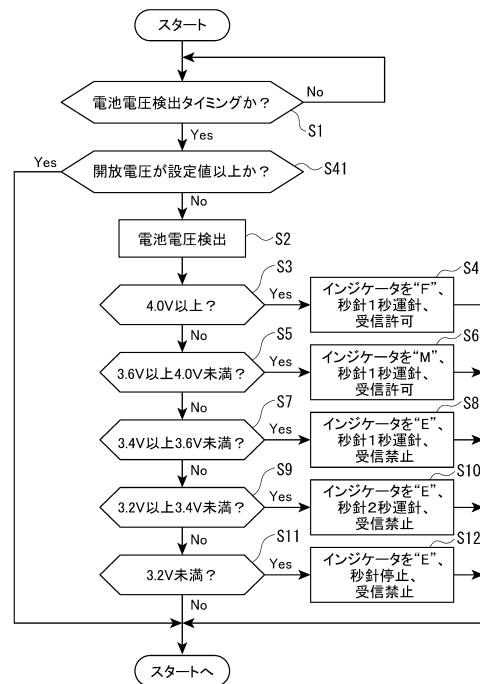 スタート
No
電池電圧検出タイミングか？
S1
Yes
Yes
開放電圧が設定値以上か？
S41
No
電池電圧検出
S2
S3
4.0V以上？
Yes
S4
インジケータを“F”、
秒針1秒運針、
受信許可
No
S5
3.6V以上4.0V未満？
Yes
S6
インジケータを“M”、
秒針1秒運針、
受信許可
No
S7
3.4V以上3.6V未満？
Yes
S8
インジケータを“E”、
秒針1秒運針、
受信禁止
No
S9
3.2V以上3.4V未満？
Yes
S10
インジケータを“E”、
秒針2秒運針、
受信禁止
No
S11
3.2V未満？
Yes
S12
インジケータを“E”、
秒針停止、
受信禁止
No
スタートへ